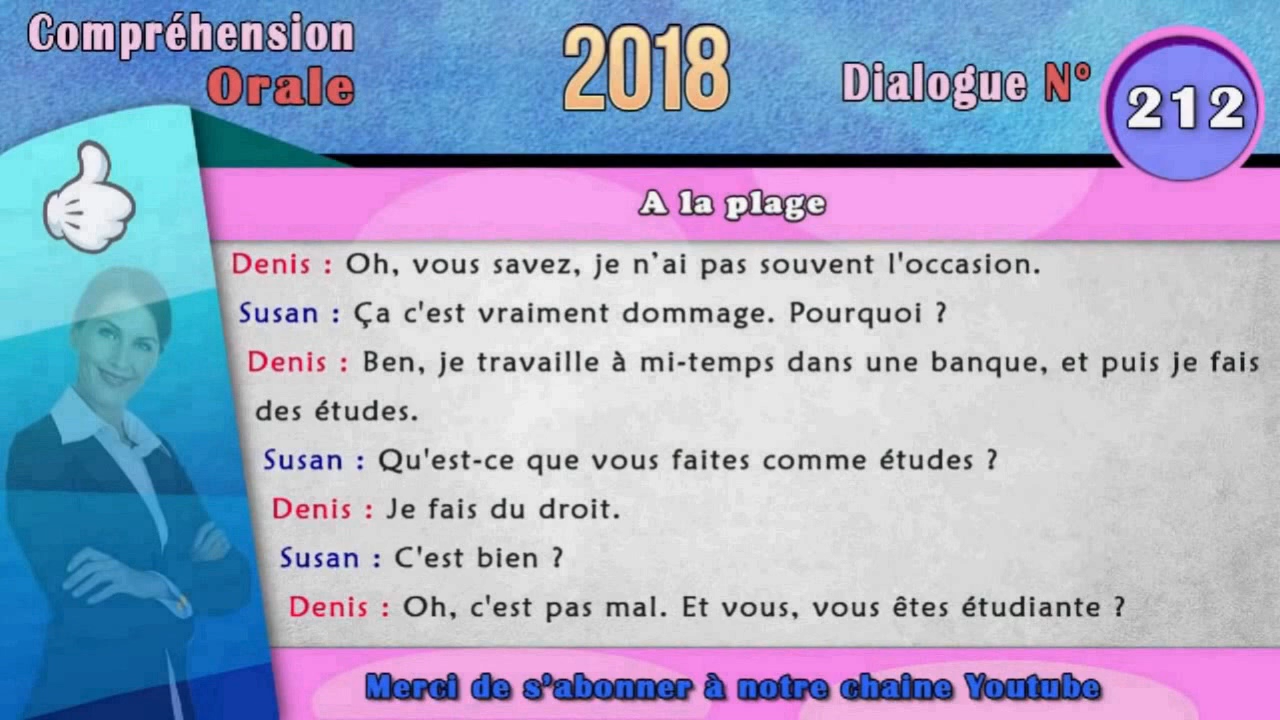 Compréhension
Orale
2018
Dialogue N°
212
A la plage
Denis : Oh, vous savez, je n’ai pas souvent l'occasion.
Susan : Ça c'est vraiment dommage. Pourquoi ?
Denis : Ben, je travaille à mi-temps dans une banque, et puis je fais
des études.
Susan : Qu'est-ce que vous faites comme études ?
Denis : Je fais du droit.
Susan : C'est bien ?
Denis : Oh, c'est pas mal. Et vous, vous êtes étudiante ?
Merci de s’abonner à notre chaine Youtube